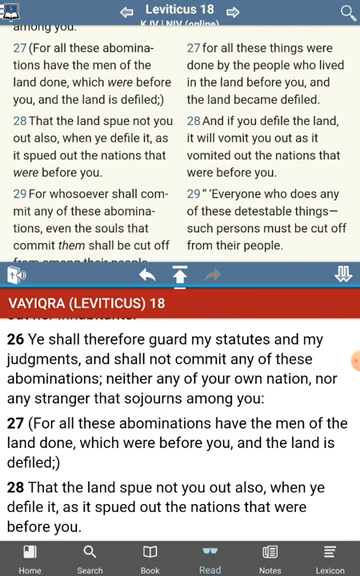 Leviticus 18
KJV | NIV (online)
among you.
27 (For all these abomina-
tions have the men of the
land done, which were before
you, and the land is defiled;)
28 That the land spue not you
out also, when ye defile it, as
it spued out the nations that
were before you.
29 For whosoever shall com-
mit any of these abomina-
tions, even the souls that
commit them shall be cut off
from among their people.
27 for all these things were
done by the people who lived
in the land before you, and
the land became defiled.
28 And if you defile the land,
it will vomit you out as it
vomited out the nations that
were before you.
29 “ ‘Everyone who does any
of these detestable things—
such persons must be cut off
from their people.
VAYIQRA (LEVITICUS) 18
26 Ye shall therefore guard my statutes and my
judgments, and shall not commit any of these
abominations; neither any of your own nation, nor
any stranger that sojourns among you:
27 (For all these abominations have the men of the
land done, which were before you, and the land is
defiled;)
28 That the land spue not you out also, when ye
defile it, as it spued out the nations that were
before you.
Home
Search
Book
Read
Notes
Lexicon